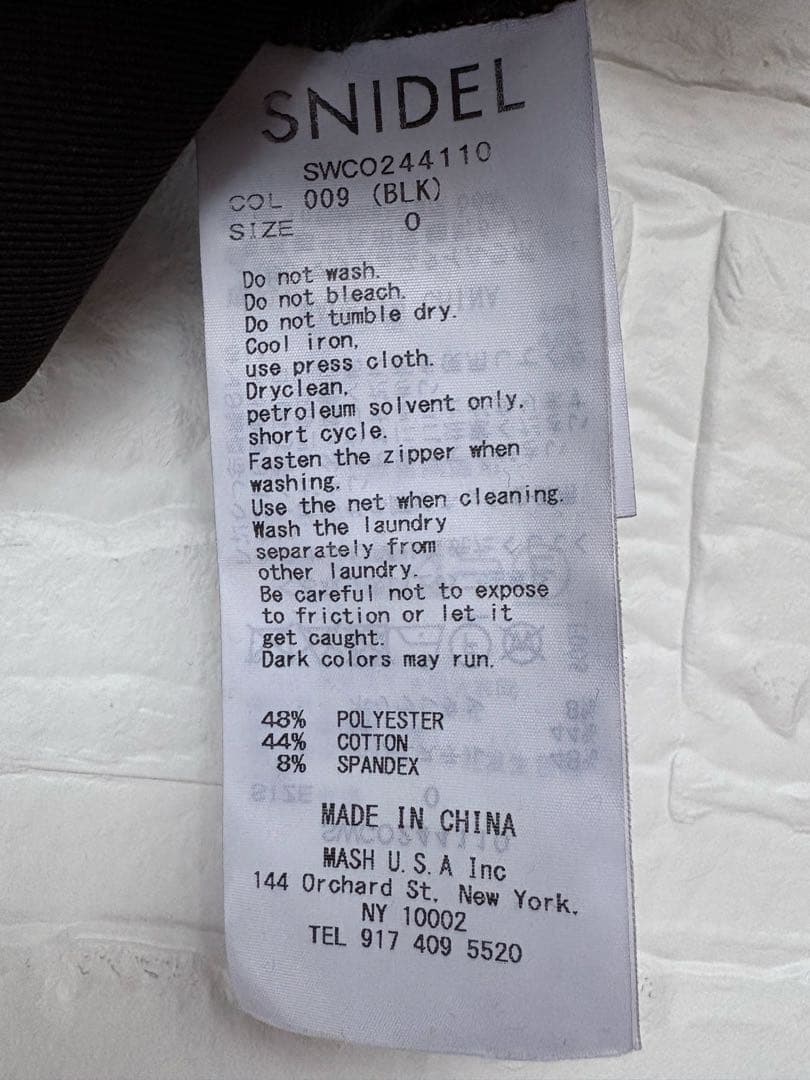 SNIDEL
SWCO244110
COL 009 (BLK)
SIZE 0
Do not wash.
Do not bleach.
Do not tumble dry.
Cool iron,
use press cloth.
Dryclean,
petroleum solvent only,
short cycle.
Fasten the zipper when
washing.
Use the net when cleaning.
Wash the laundry
separately from
other laundry.
Be careful not to expose
to friction or let it
get caught.
Dark colors may run.
48% POLYESTER
44% COTTON
8% SPANDEX
MADE IN CHINA
MASH U.S.A Inc
144 Orchard St. New York.
NY 10002
TEL 917 409 5520